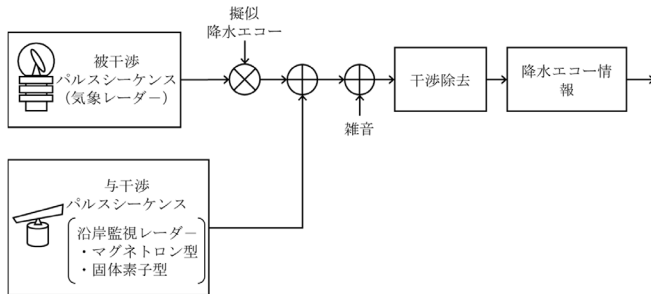 擬似
降水エコー
被干渉
パルスシーケンス
（気象レーダー）
干渉除去
降水エコー情
報
雑音
与干渉
パルスシーケンス
沿岸監視レーダー
・マグネトロン型
・固体素子型